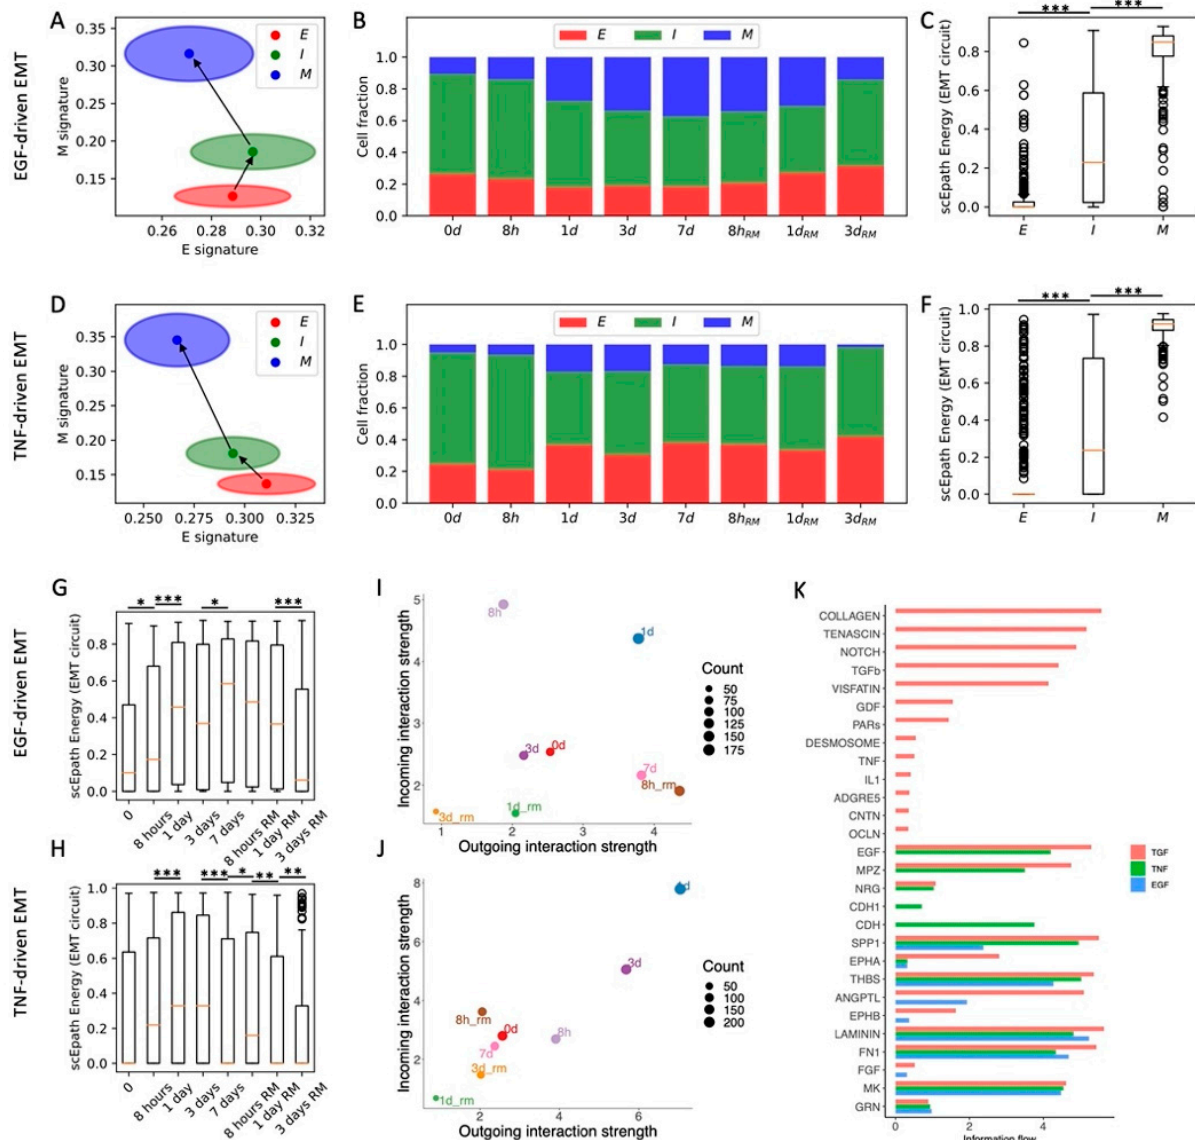 A
EGF-driven EMT
M signature
0.35
0.30
0.25
0.20
0.15
E
I
M
0.26 0.28 0.30 0.32
E signature
B
E I M
Cell fraction
1.0
0.8
0.6
0.4
0.2
0.0
0d 8h 1d 3d 7d 8hRM 1dRM 3dRM
C
*** ***
scEpath Energy (EMT circuit)
0.8
0.6
0.4
0.2
0.0
E I M
D
TNF-driven EMT
M signature
0.35
0.30
0.25
0.20
0.15
E
I
M
0.250 0.275 0.300 0.325
E signature
E
E I M
Cell fraction
1.0
0.8
0.6
0.4
0.2
0.0
0d 8h 1d 3d 7d 8hRM 1dRM 3dRM
F
*** ***
scEpath Energy (EMT circuit)
1.0
0.8
0.6
0.4
0.2
0.0
E I M
G
EGF-driven EMT
* *** * ***
scEpath Energy (EMT circuit)
0.8
0.6
0.4
0.2
0.0
0 8 hours 1 day 3 days 7 days 8 hours RM 1 day RM 3 days RM
H
TNF-driven EMT
*** *** * ** **
scEpath Energy (EMT circuit)
1.0
0.8
0.6
0.4
0.2
0.0
0 8 hours 1 day 3 days 7 days 8 hours RM 1 day RM 3 days RM
I
Incoming interaction strength
5
4
3
2
8h
1d
3d 0d
7d
8h_rm
3d_rm 1d_rm
1 2 3 4
Outgoing interaction strength
Count
50
75
100
125
150
175
J
Incoming interaction strength
8
6
4
2
1d
3d
8h_rm
0d 8h
7d
3d_rm
1d_rm
2 4 6
Outgoing interaction strength
Count
50
100
150
200
K
COLLAGEN
TENASCIN
NOTCH
TGFb
VISFATIN
GDF
PARs
DESMOSOME
TNF
IL1
ADGRE5
CNTN
OCLN
EGF
MPZ
NRG
CDH1
CDH
SPP1
EPHA
THBS
ANGPTL
EPHB
LAMININ
FN1
FGF
MK
GRN
0 2 4
Information flow
TGF
TNF
EGF